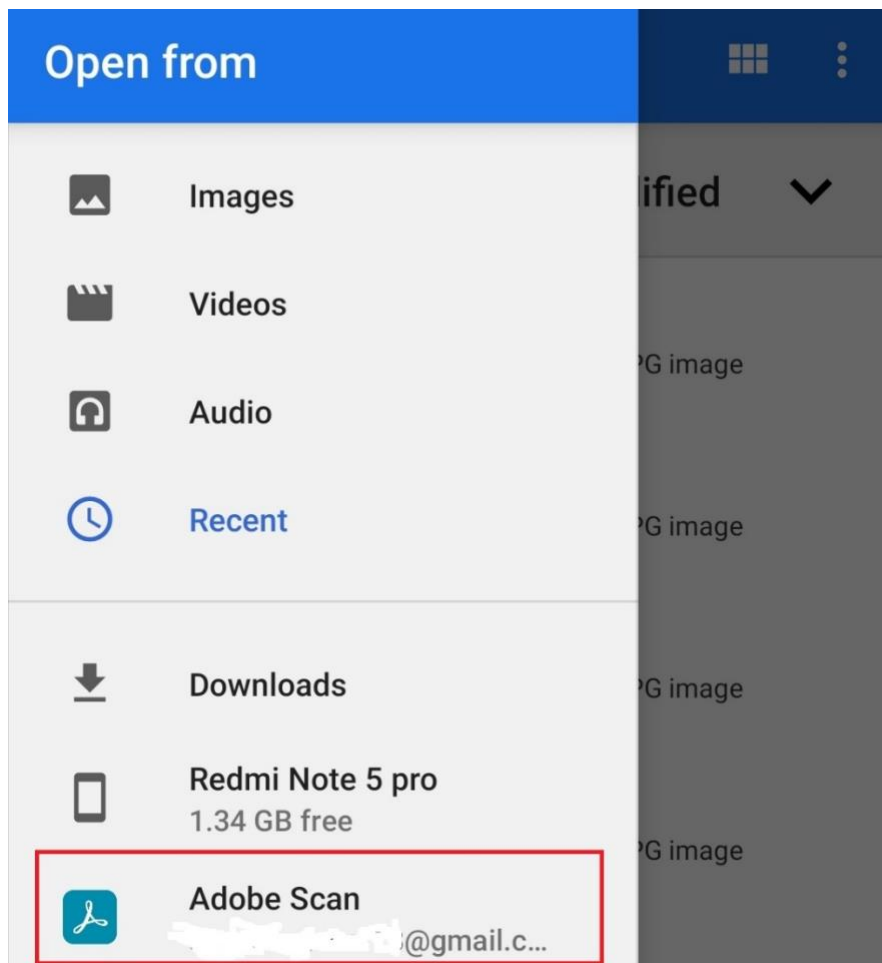 Open from
Images
ified
Videos
PG image
Audio
Recent
PG image
Downloads
PG image
Redmi Note 5 pro
1.34 GB free
PG image
Adobe Scan
@gmail.c...